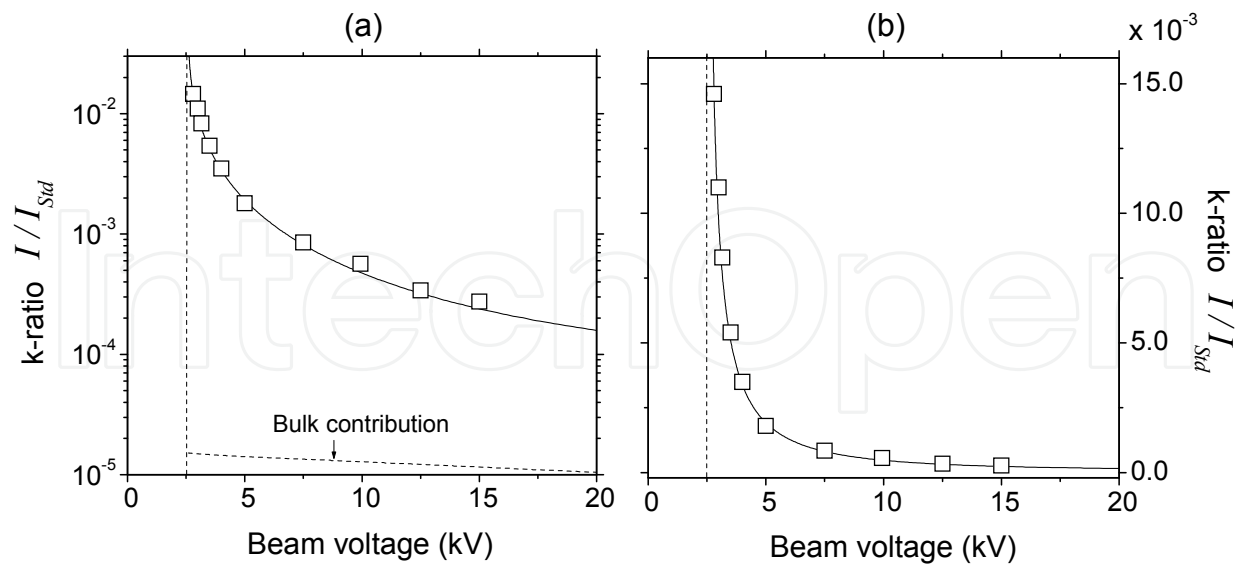 (a)
(b)
x 10⁻³
k-ratio I / I_Std
10⁻²
10⁻³
10⁻⁴
10⁻⁵
Bulk contribution
0 5 10 15 20
Beam voltage (kV)
15.0
10.0
5.0
0.0
k-ratio I / I_Std
0 5 10 15 20
Beam voltage (kV)
IntechOpen